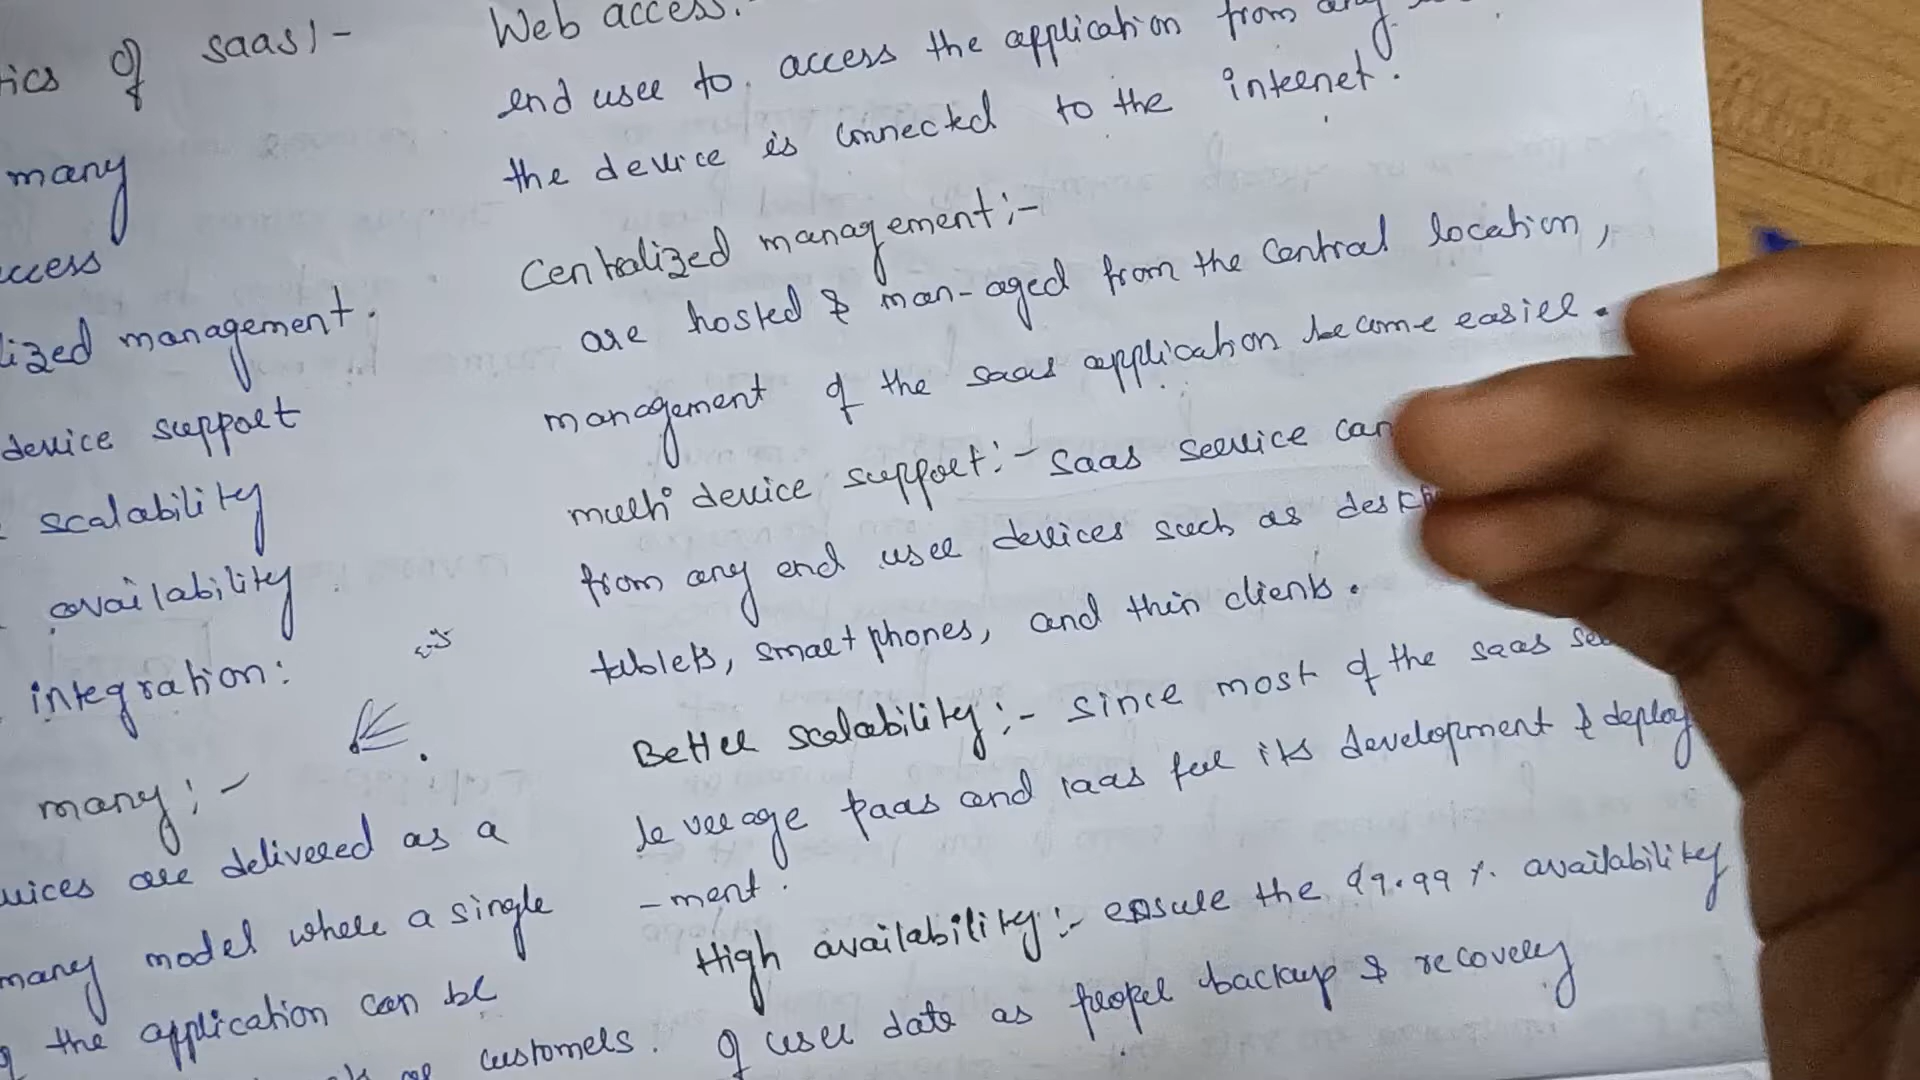 tics of saas:-
many
ccess
lized management.
device support
scalability
availability
integration:
many:-
vices are delivered as a
many model where a single
the application can be
customers.
Web access:
end user to access the application from any
the device is connected to the internet.
Centralized management:-
are hosted & man-aged from the central location,
management of the saas application become easier.
multi device support:- saas service can
from any end user devices such as desk
tablets, smart phones, and thin clients.
Better scalability:- since most of the saas se
leverage paas and iaas for its development & deploy
-ment.
High availability:- ensure the 99.99 %. availability
of user data as proper backup & recovery